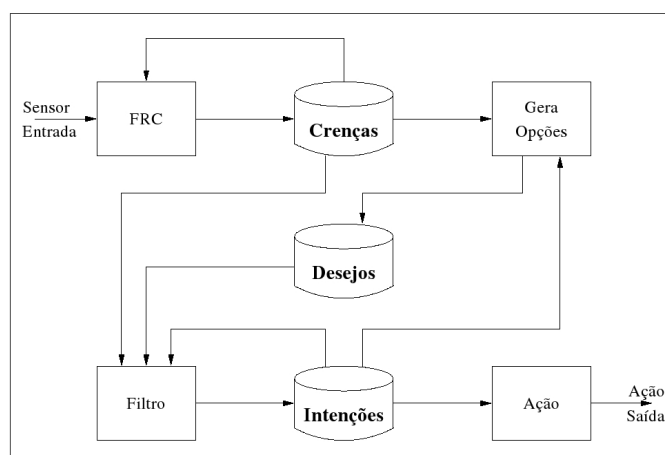 Sensor
Entrada
FRC
Crenças
Gera
Opções
Desejos
Filtro
Intenções
Ação
Ação
Saída